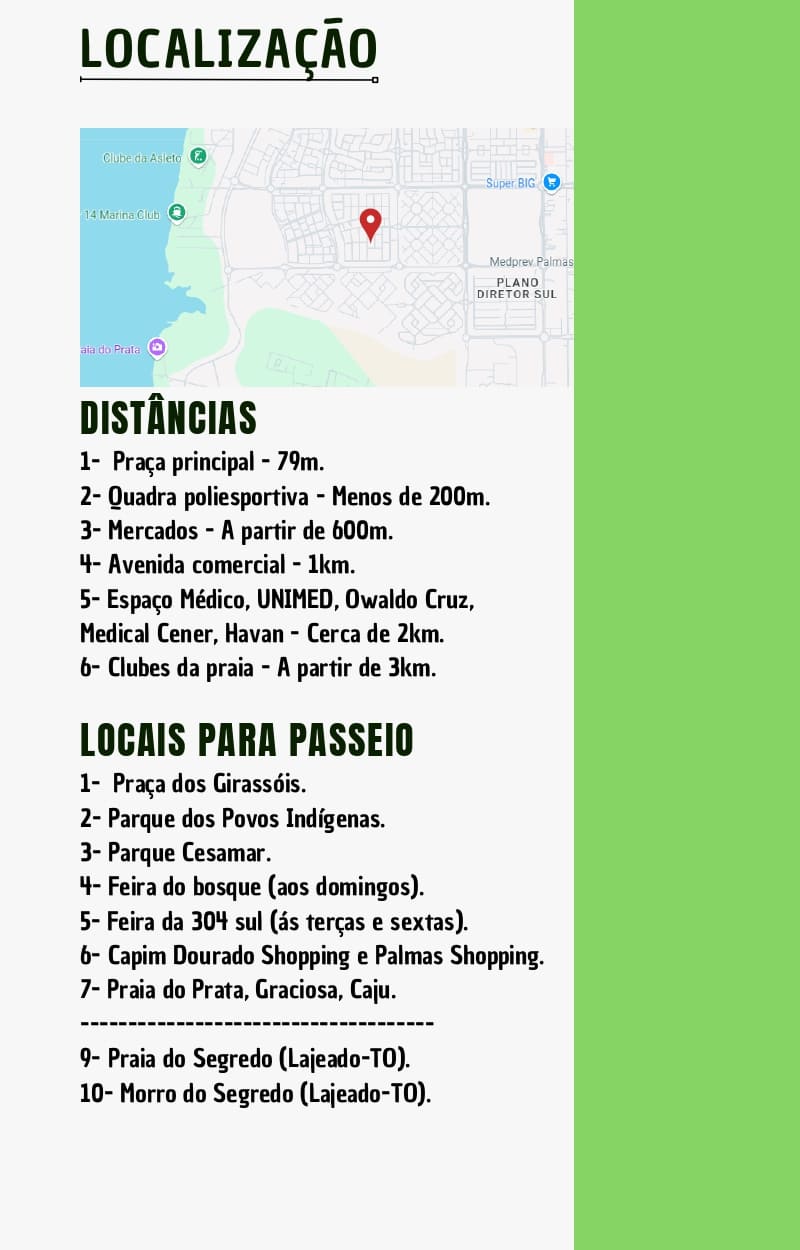 LOCALIZAÇÃO
Clube da Asleto
Super BIG
14 Marina Club
Medprev Palmas
PLANO
DIRETOR SUL
aia do Prata
DISTÂNCIAS
1- Praça principal - 79m.
2- Quadra poliesportiva - Menos de 200m.
3- Mercados - A partir de 600m.
4- Avenida comercial - 1km.
5- Espaço Médico, UNIMED, Owaldo Cruz,
Medical Cener, Havan - Cerca de 2km.
6- Clubes da praia - A partir de 3km.
LOCAIS PARA PASSEIO
1- Praça dos Girassóis.
2- Parque dos Povos Indígenas.
3- Parque Cesamar.
4- Feira do bosque (aos domingos).
5- Feira da 304 sul (ás terças e sextas).
6- Capim Dourado Shopping e Palmas Shopping.
7- Praia do Prata, Graciosa, Caju.
-------------------------------------
9- Praia do Segredo (Lajeado-TO).
10- Morro do Segredo (Lajeado-TO).